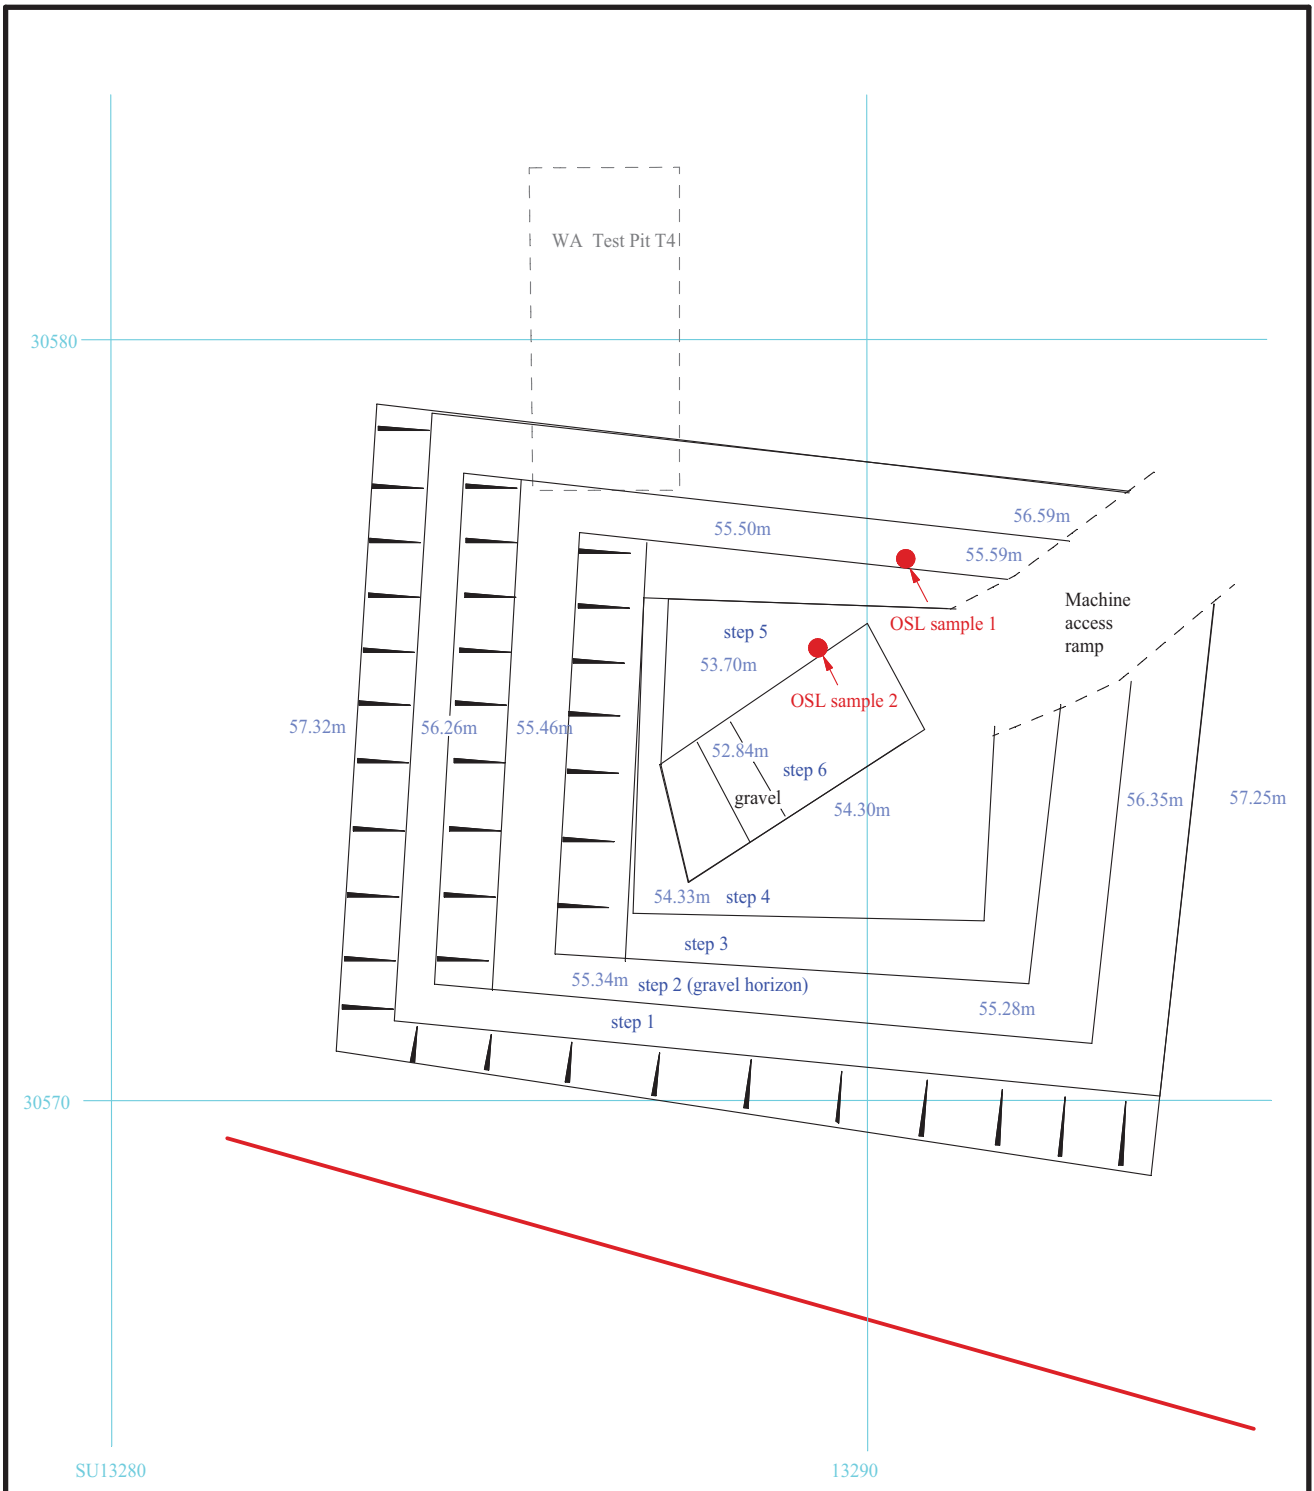 WA Test Pit T4
30580
56.59m
55.50m
55.59m
Machine
access
ramp
OSL sample 1
step 5
53.70m
OSL sample 2
57.32m
56.26m
55.46m
52.84m
step 6
gravel
54.30m
56.35m
57.25m
54.33m step 4
step 3
55.34m step 2 (gravel horizon)
55.28m
step 1
30570
SU13280
13290